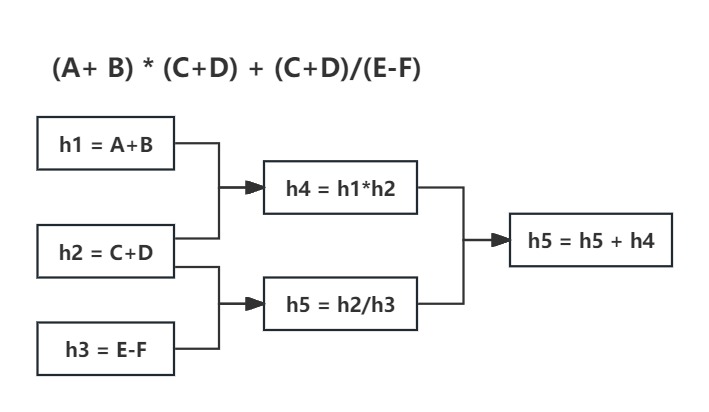 (A+ B) * (C+D) + (C+D)/(E-F)
h1 = A+B
h2 = C+D
h3 = E-F
h4 = h1*h2
h5 = h2/h3
h5 = h5 + h4